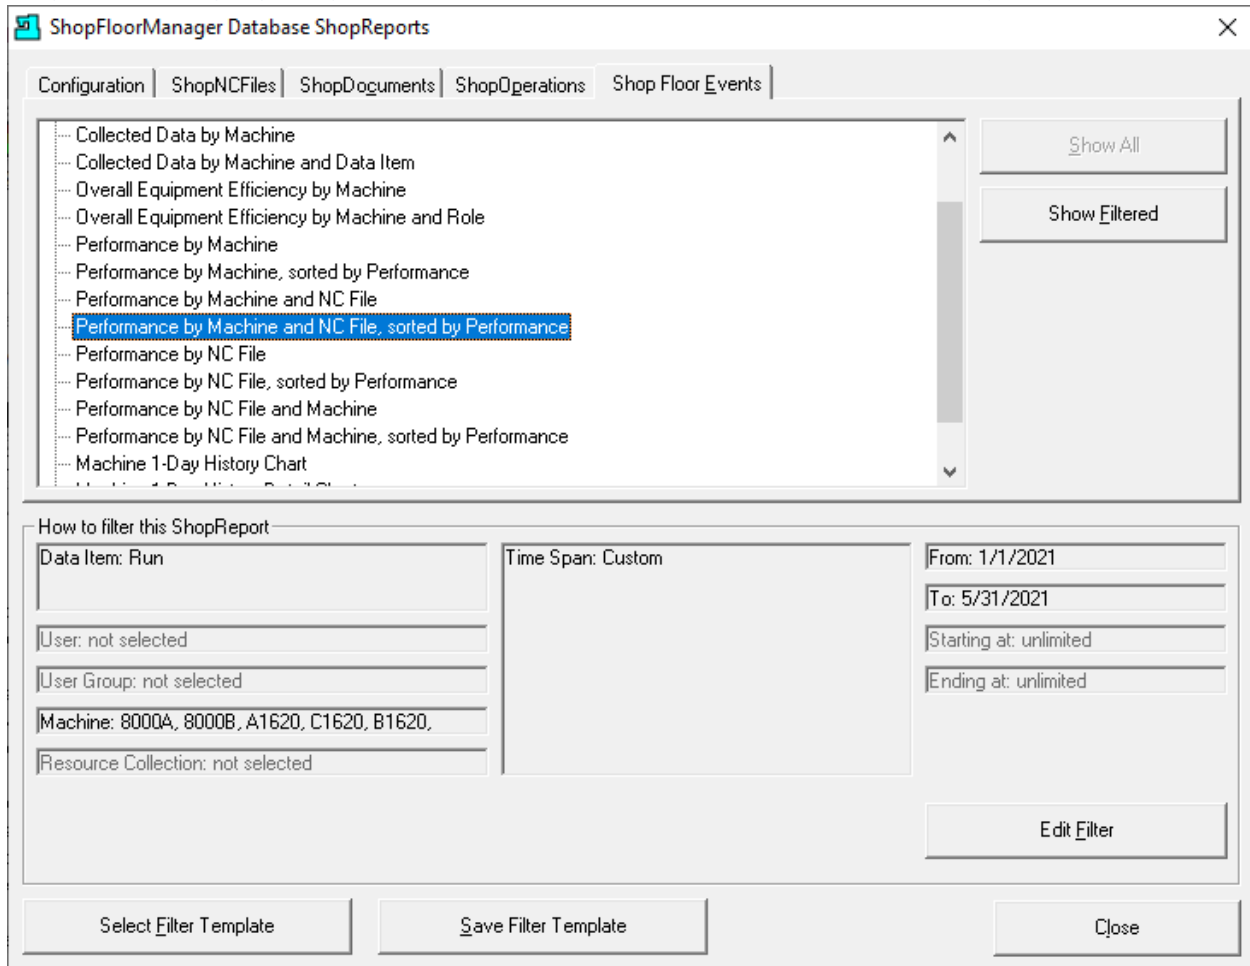 ShopFloorManager Database ShopReports
Configuration
ShopNCFiles
ShopDocuments
ShopOperations
Shop Floor Events
Collected Data by Machine
Collected Data by Machine and Data Item
Overall Equipment Efficiency by Machine
Overall Equipment Efficiency by Machine and Role
Performance by Machine
Performance by Machine, sorted by Performance
Performance by Machine and NC File
Performance by Machine and NC File, sorted by Performance
Performance by NC File
Performance by NC File, sorted by Performance
Performance by NC File and Machine
Performance by NC File and Machine, sorted by Performance
Machine 1-Day History Chart
Show All
Show Filtered
How to filter this ShopReport
Data Item: Run
User: not selected
User Group: not selected
Machine: 8000A, 8000B, A1620, C1620, B1620,
Resource Collection: not selected
Time Span: Custom
From: 1/1/2021
To: 5/31/2021
Starting at: unlimited
Ending at: unlimited
Edit Filter
Select Filter Template
Save Filter Template
Close